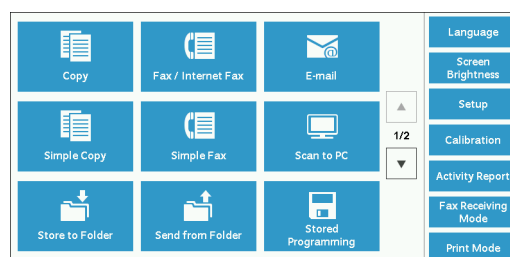 Copy
Fax / Internet Fax
E-mail
Simple Copy
Simple Fax
Scan to PC
Store to Folder
Send from Folder
Stored
Programming
1/2
Language
Screen
Brightness
Setup
Calibration
Activity Report
Fax Receiving
Mode
Print Mode